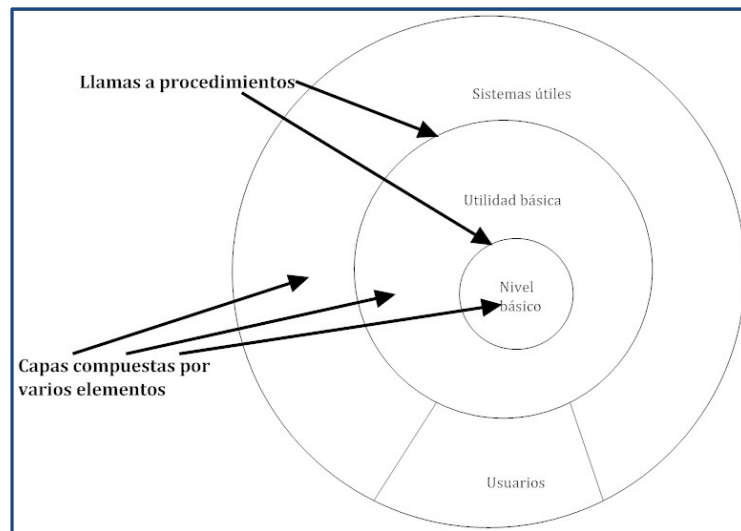 Llamas a procedimientos
Sistemas útiles
Utilidad básica
Nivel
básico
Capas compuestas por
varios elementos
Usuarios